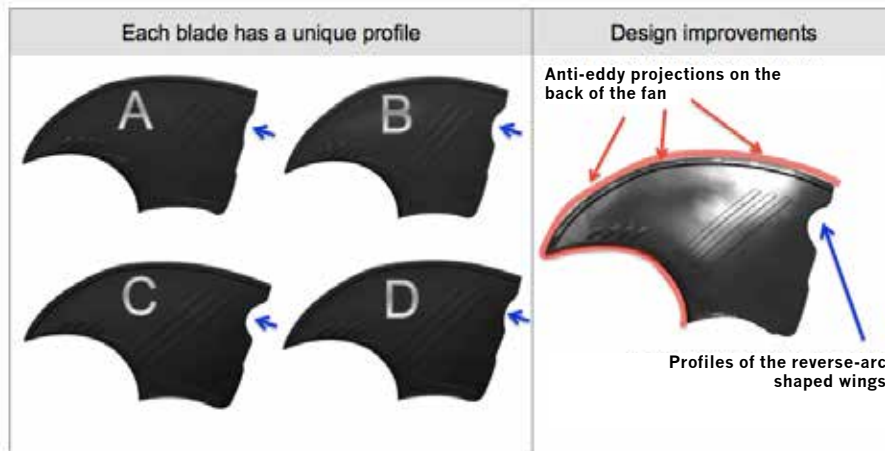 Each blade has a unique profile
Design improvements
A
B
C
D
Anti-eddy projections on the
back of the fan
Profiles of the reverse-arc
shaped wings